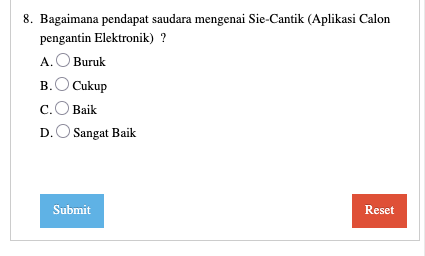 8. Bagaimana pendapat saudara mengenai Sie-Cantik (Aplikasi Calon
pengantin Elektronik) ?
A. Buruk
B. Cukup
C. Baik
D. Sangat Baik
Submit Reset